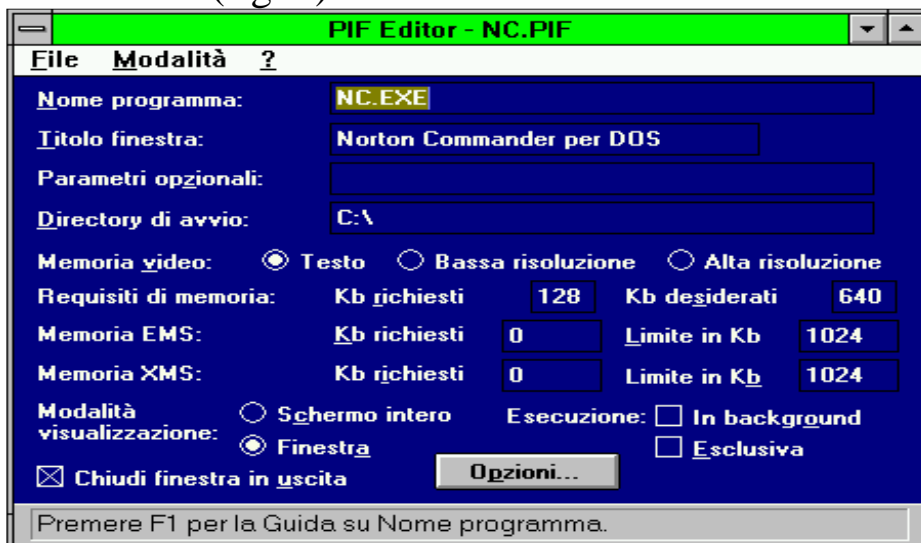 PIF Editor - NC.PIF
File Modalità ?
Nome programma: NC.EXE
Titolo finestra: Norton Commander per DOS
Parametri opzionali:
Directory di avvio: C:\
Memoria video: Testo Bassa risoluzione Alta risoluzione
Requisiti di memoria: Kb richiesti 128 Kb desiderati 640
Memoria EMS: Kb richiesti 0 Limite in Kb 1024
Memoria XMS: Kb richiesti 0 Limite in Kb 1024
Modalità visualizzazione: Schermo intero Esecuzione: In background
Finestra Esclusiva
Chiudi finestra in uscita Opzioni...
Premere F1 per la Guida su Nome programma.